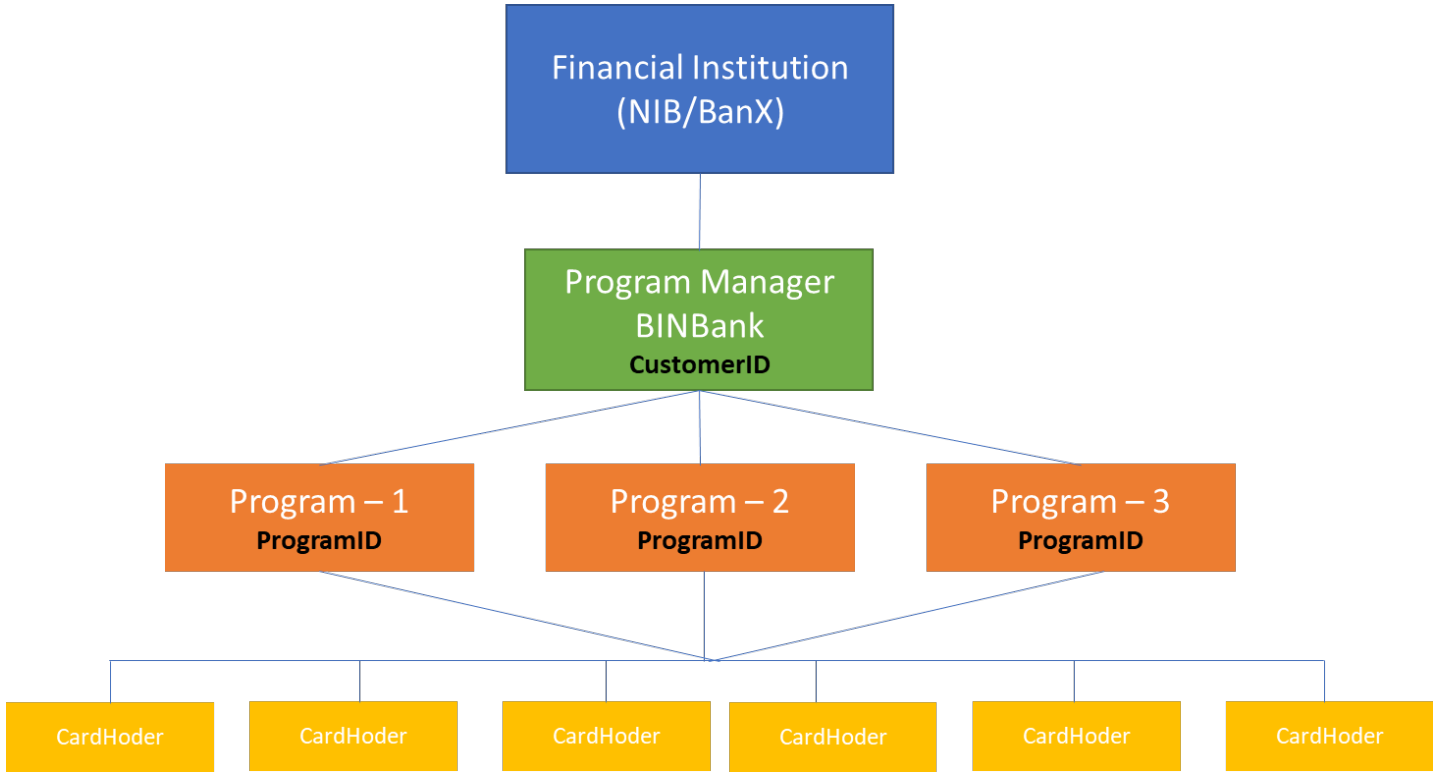 Financial Institution
(NIB/BanX)
Program Manager
BINBank
CustomerID
Program – 1
ProgramID
Program – 2
ProgramID
Program – 3
ProgramID
CardHoder
CardHoder
CardHoder
CardHoder
CardHoder
CardHoder